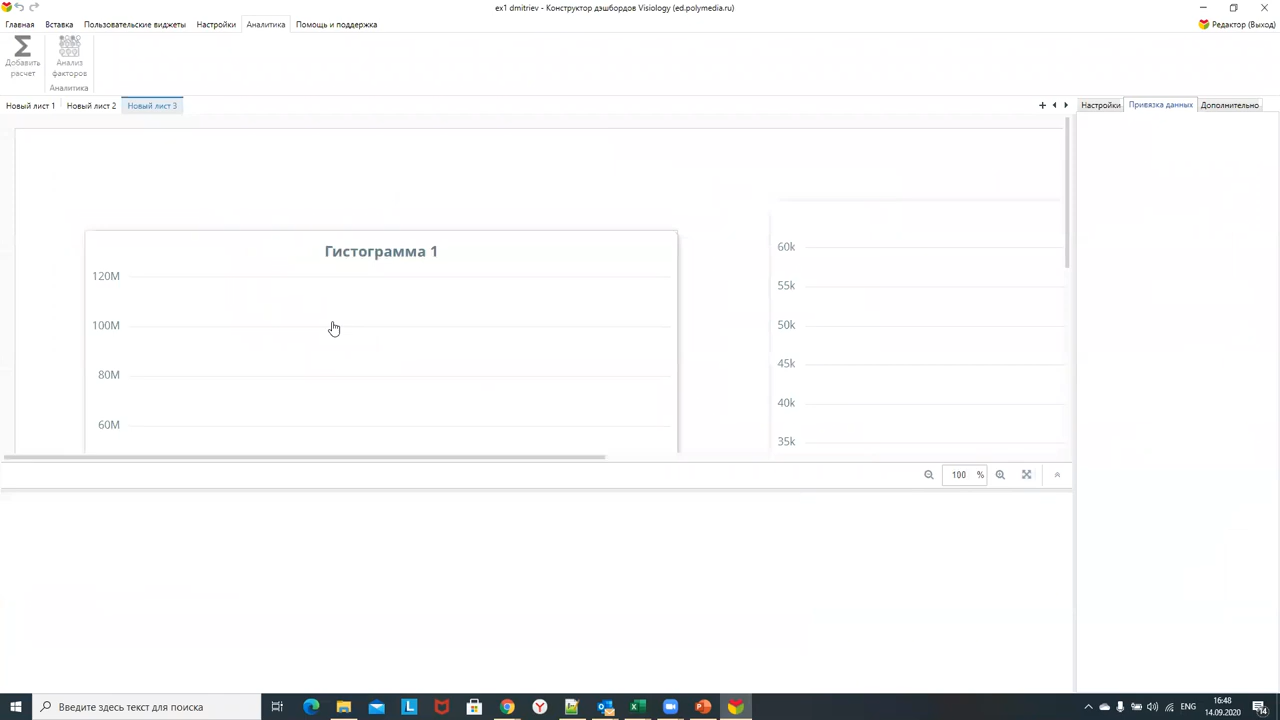 ex1 dmitriev - Конструктор дэшбордов Visiology (ed.polymedia.ru)
Главная Вставка Пользовательские виджеты Настройки Аналитика Помощь и поддержка
Редактор (Выход)
Добавить расчет
Анализ факторов
Аналитика
Новый лист 1 Новый лист 2 Новый лист 3
Настройки Привязка данных Дополнительно
Гистограмма 1
120M
100M
80M
60M
60k
55k
50k
45k
40k
35k
100 %
Введите здесь текст для поиска
ENG
16:48
14.09.2020
14